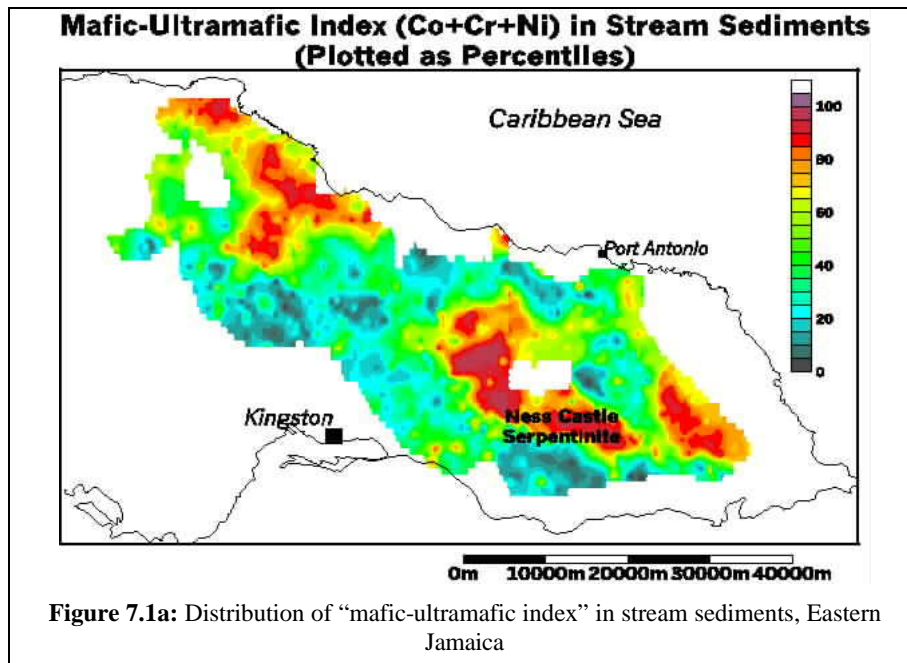 Mafic-Ultramafic Index (Co+Cr+Ni) in Stream Sediments
(Plotted as Percentiles)
Caribbean Sea
100
80
60
40
20
0
Port Antonio
Kingston
Ness Castle
Serpentinite
0m 10000m 20000m 30000m 40000m
Figure 7.1a: Distribution of “mafic-ultramafic index” in stream sediments, Eastern
Jamaica